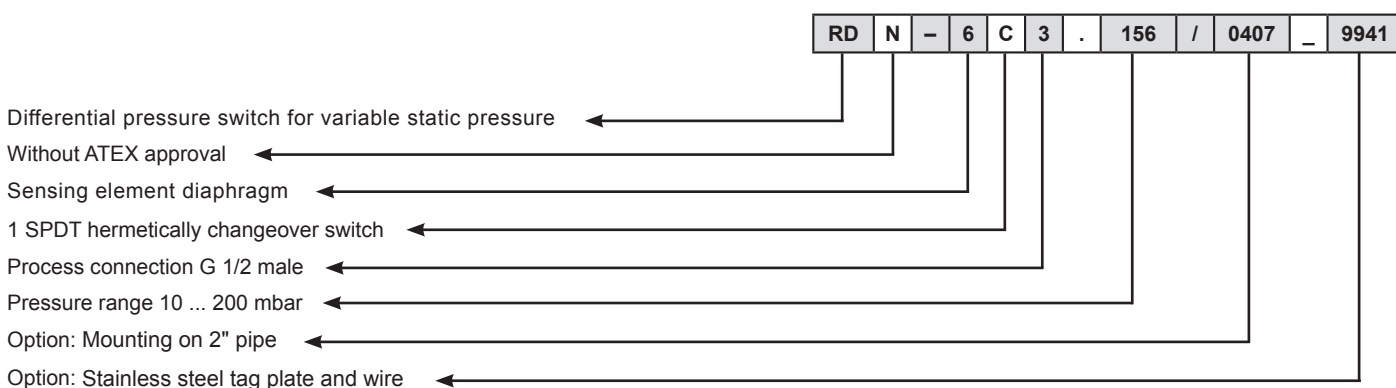 RD N – 6 C 3 . 156 / 0407 _ 9941
Differential pressure switch for variable static pressure
Without ATEX approval
Sensing element diaphragm
1 SPDT hermetically changeover switch
Process connection G 1/2 male
Pressure range 10 ... 200 mbar
Option: Mounting on 2" pipe
Option: Stainless steel tag plate and wire